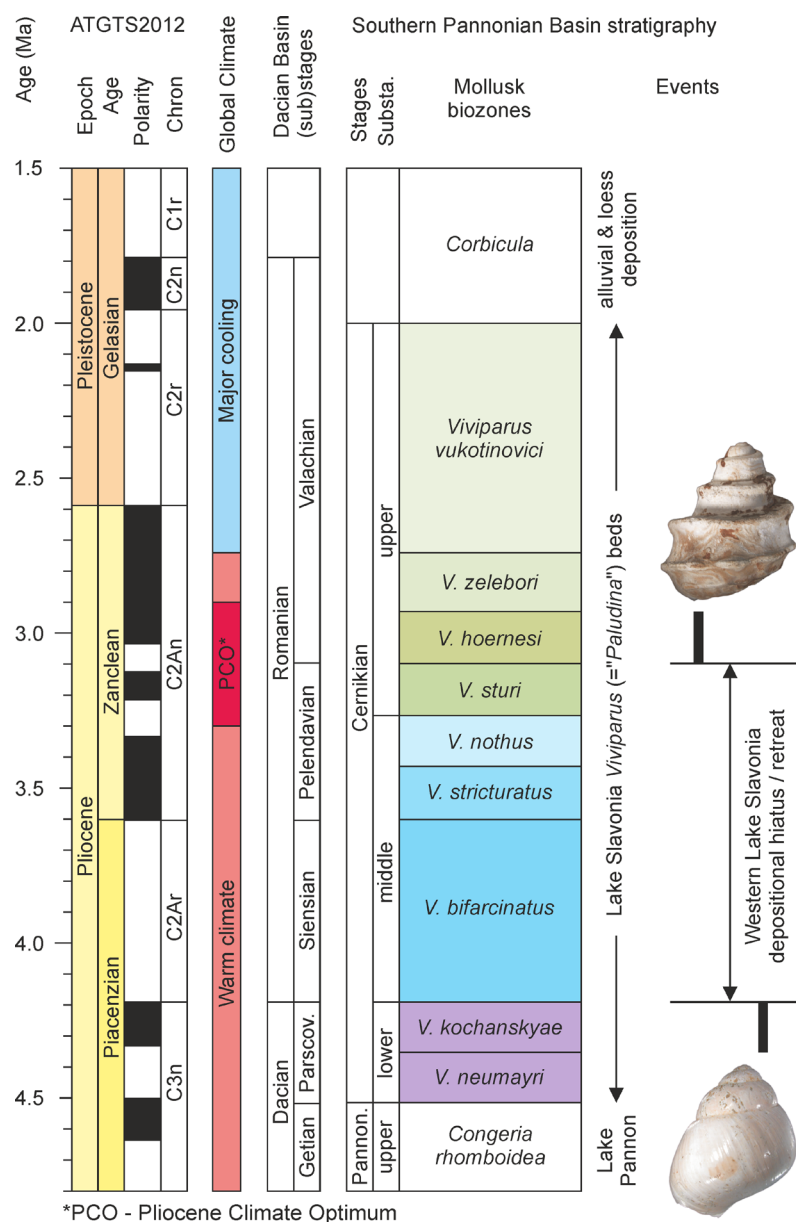 ATGTS2012
Southern Pannonian Basin stratigraphy
Age (Ma)
Epoch
Age
Polarity
Chron
Global Climate
Dacian Basin
(sub)stages
Stages
Substa.
Mollusk
biozones
Events
1.5
2.0
2.5
3.0
3.5
4.0
4.5
Pleistocene
Pliocene
Gelasian
Zanclean
Piacenzian
C1r
C2n
C2r
C2An
C2Ar
C3n
Major cooling
PCO*
Warm climate
Romanian
Dacian
Valachian
Pelendavian
Siensian
Parscov.
Getian
Cernikian
Pannon.
upper
middle
lower
upper
Corbicula
Viviparus
vukotinovici
V. zelebori
V. hoernesi
V. sturi
V. nothus
V. stricturatus
V. bifarcinatus
V. kochanskyae
V. neumayri
Congeria
rhomboidea
alluvial & loess
deposition
Lake Slavonia Viviparus (="Paludina") beds
Lake
Pannon
Western Lake Slavonia
depositional hiatus / retreat
*PCO - Pliocene Climate Optimum